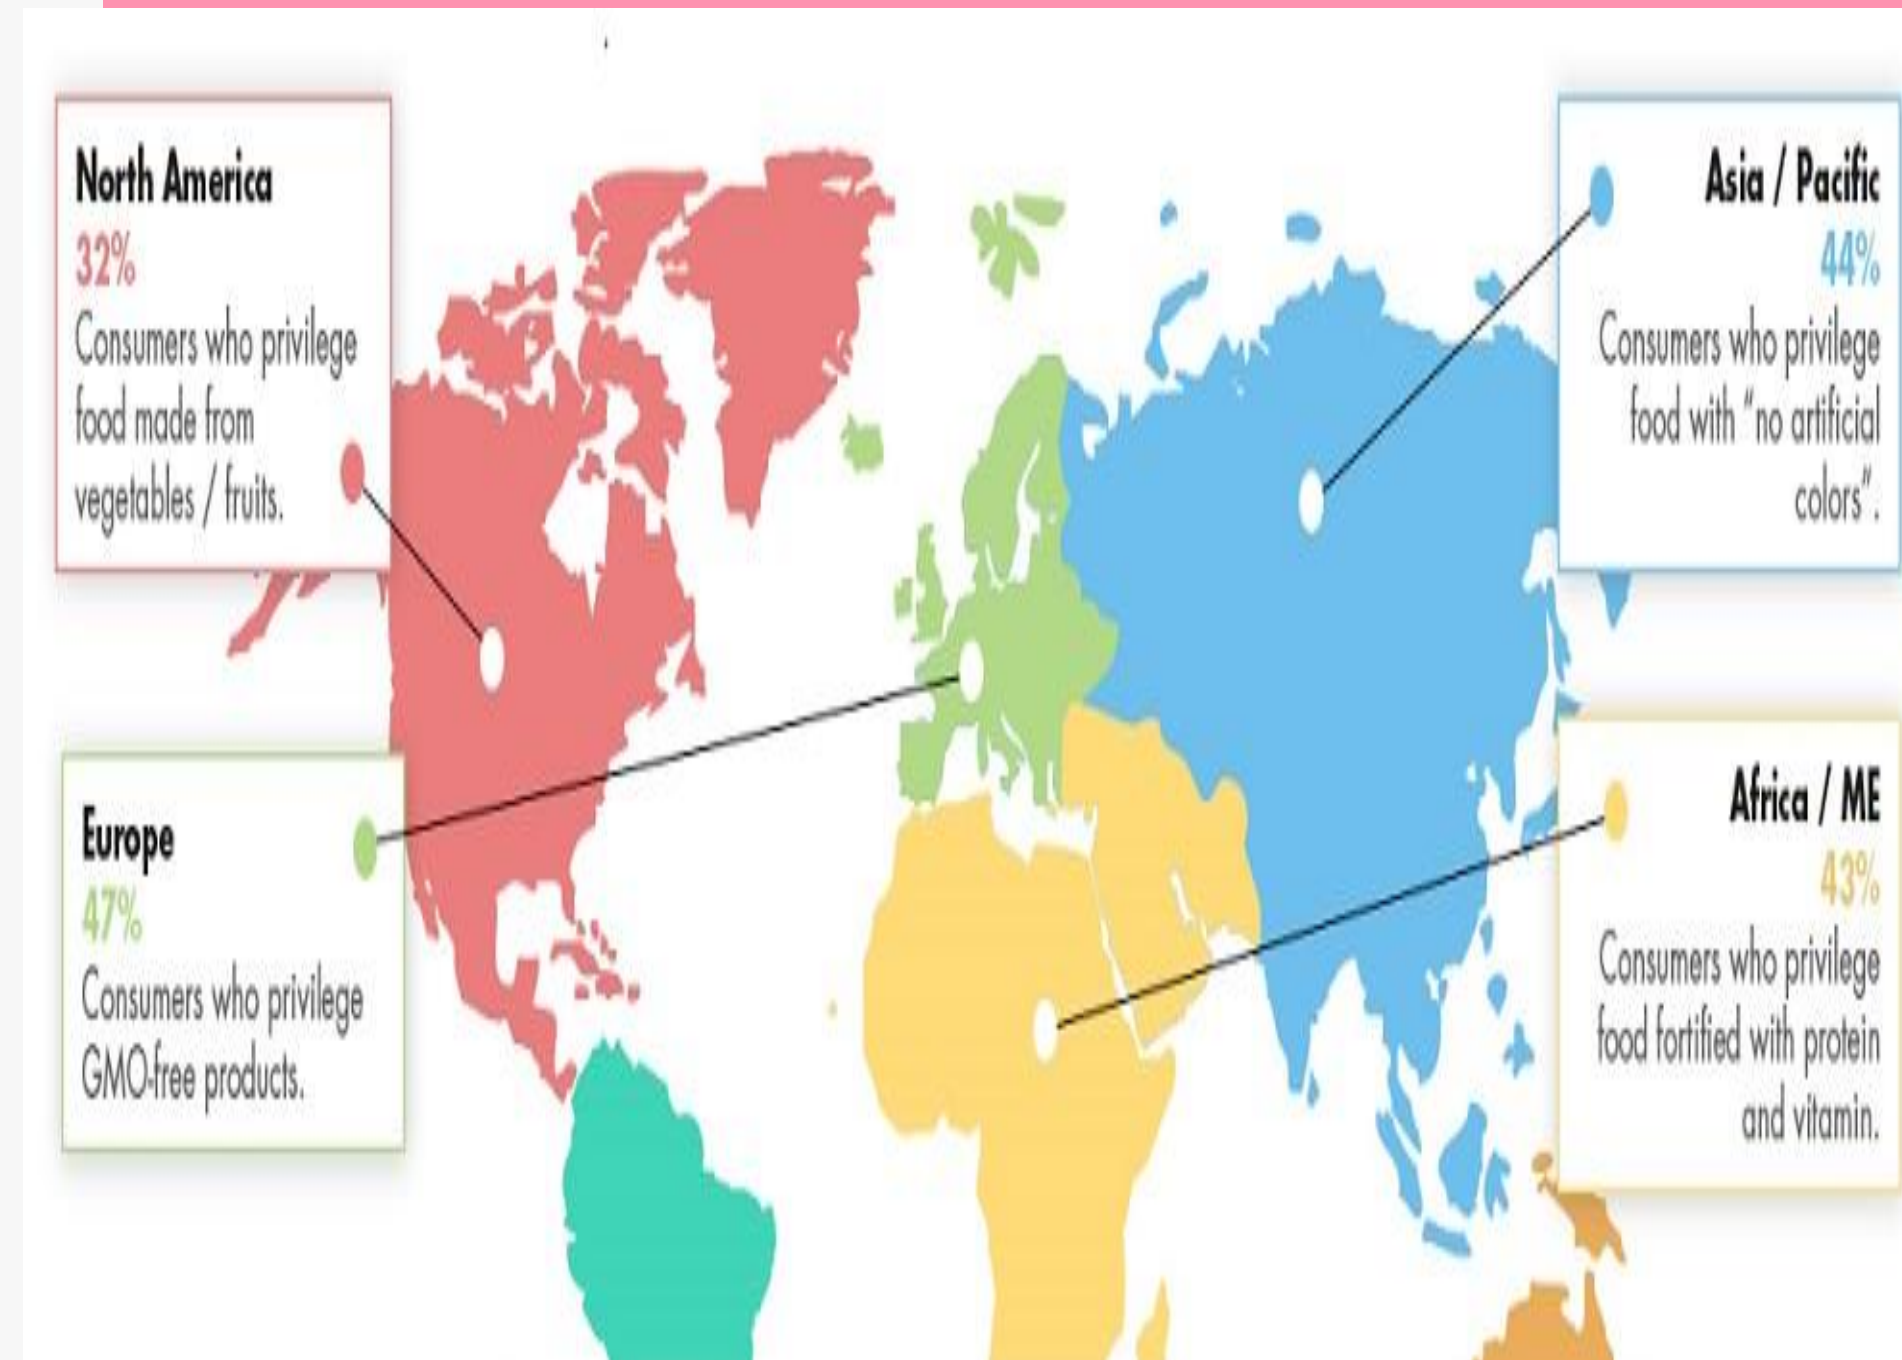 North America
32%
Consumers who privilege
food made from
vegetables / fruits.
Europe
47%
Consumers who privilege
GMO-free products.
Asia / Pacific
44%
Consumers who privilege
food with "no artificial
colors".
Africa / ME
43%
Consumers who privilege
food fortified with protein
and vitamin.